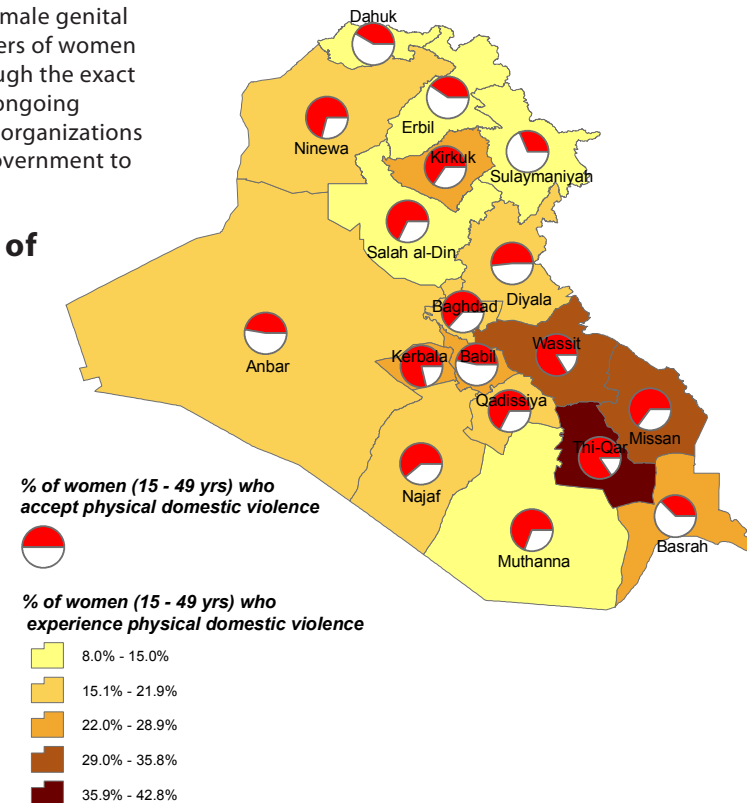 male genital
ers of women
ugh the exact
ongoing
organizations
overnment to
of
Dahuk
Ninewa
Erbil
Kirkuk
Sulaymaniyah
Salah al-Din
Diyala
Baghdad
Anbar
Kerbala
Babil
Wassit
Qadissiya
Missan
Thi-Qar
Najaf
Basrah
Muthanna
% of women (15 - 49 yrs) who
accept physical domestic violence
% of women (15 - 49 yrs) who
experience physical domestic violence
8.0% - 15.0%
15.1% - 21.9%
22.0% - 28.9%
29.0% - 35.8%
35.9% - 42.8%